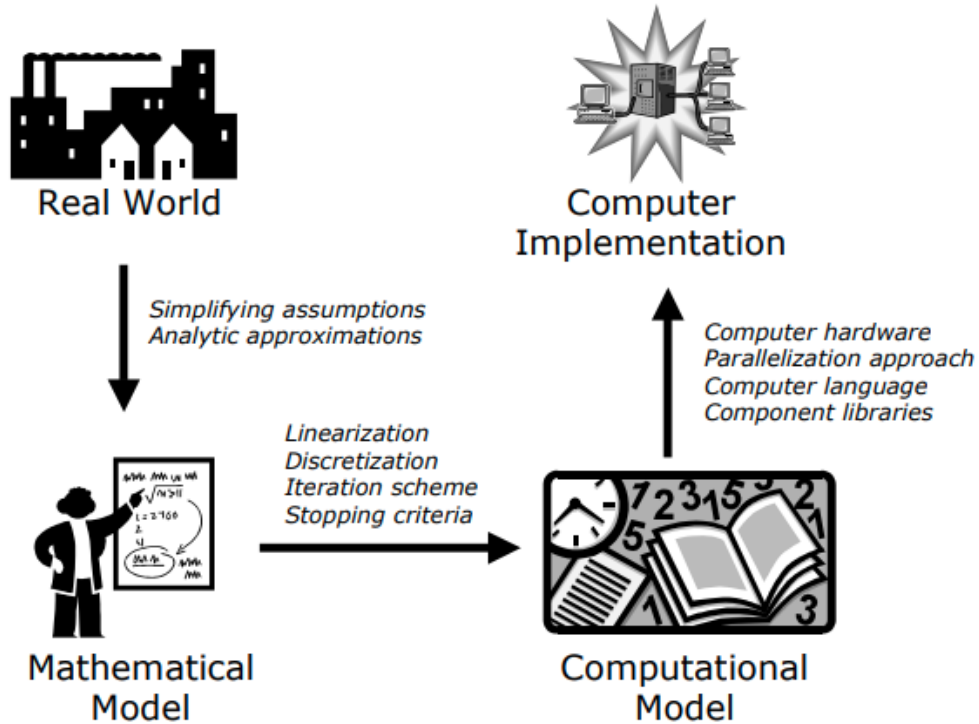 Real World
Computer
Implementation
Simplifying assumptions
Analytic approximations
Computer hardware
Parallelization approach
Computer language
Component libraries
Linearization
Discretization
Iteration scheme
Stopping criteria
Mathematical
Model
Computational
Model